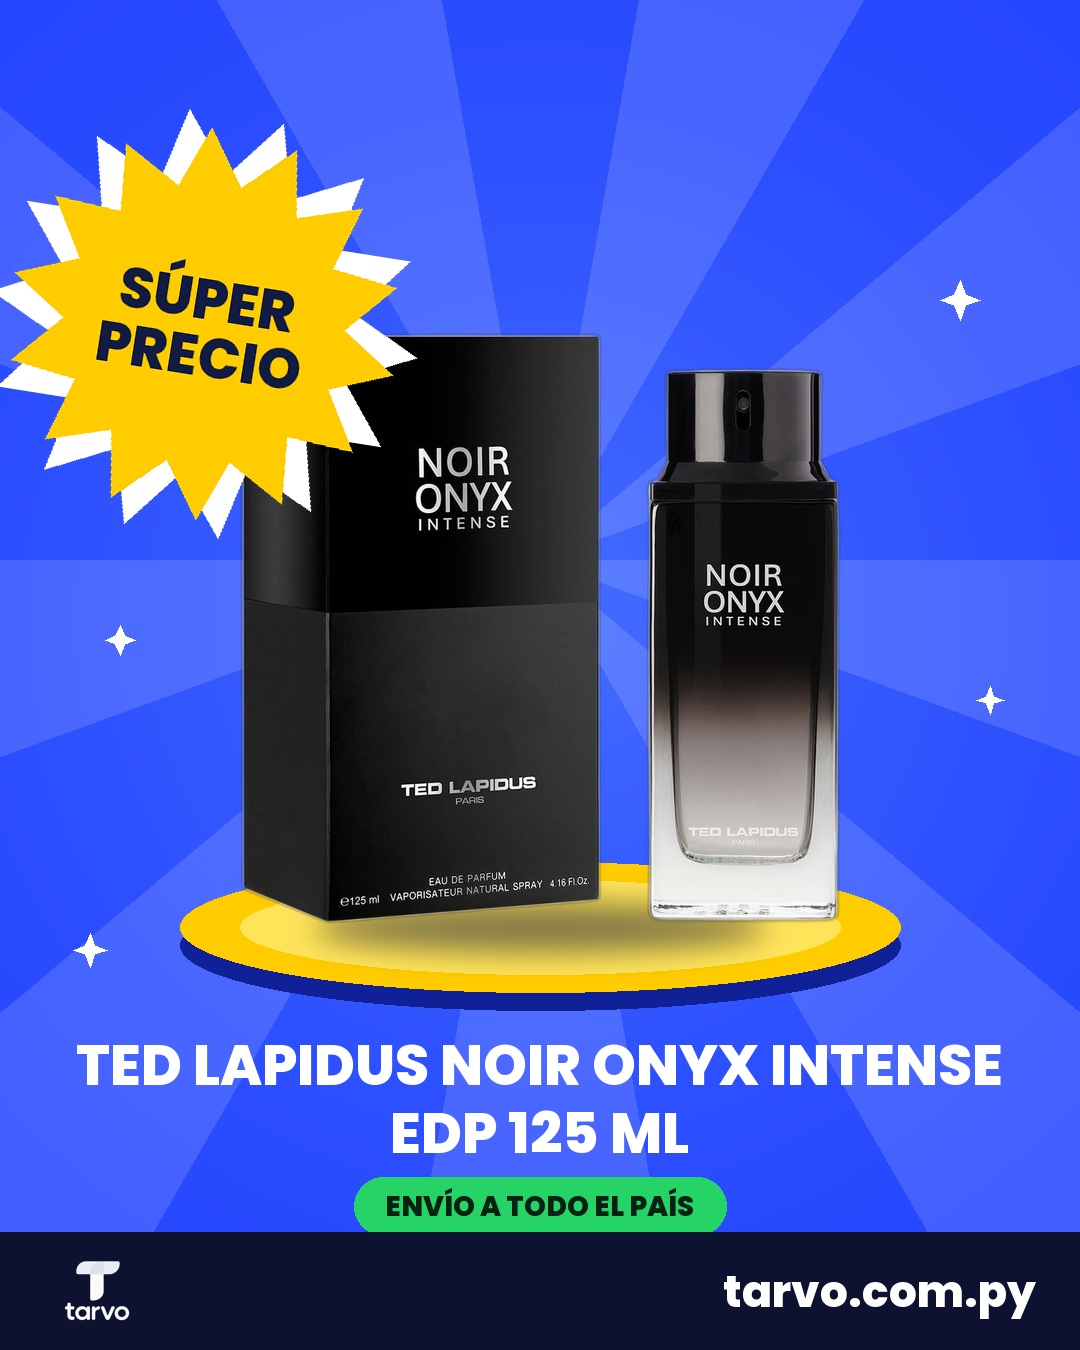 SÚPER
PRECIO
NOIR
ONYX
INTENSE
TED LAPIDUS
PARIS
EAU DE PARFUM
℮125 ml VAPORISATEUR NATURAL SPRAY 4.16 Fl.Oz.
NOIR
ONYX
INTENSE
TED LAPIDUS
PARIS
TED LAPIDUS NOIR ONYX INTENSE
EDP 125 ML
ENVÍO A TODO EL PAÍS
tarvo
tarvo.com.py